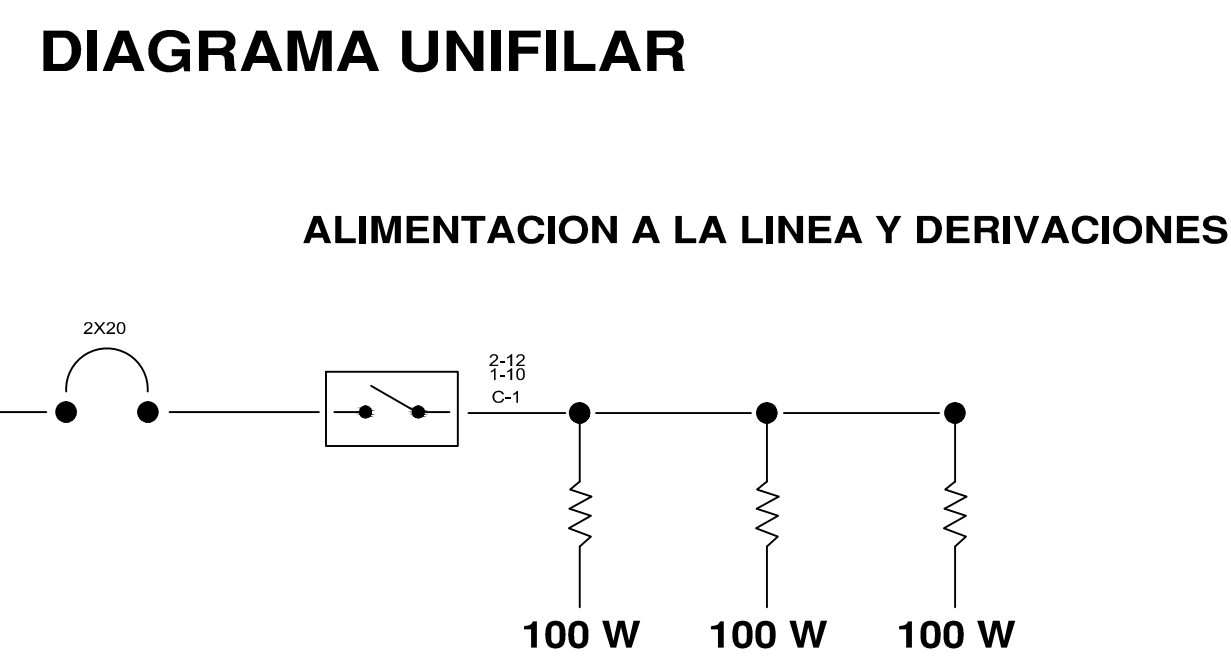 DIAGRAMA UNIFILAR
ALIMENTACION A LA LINEA Y DERIVACIONES
2X20
2-12
1-10
C-1
100 W
100 W
100 W